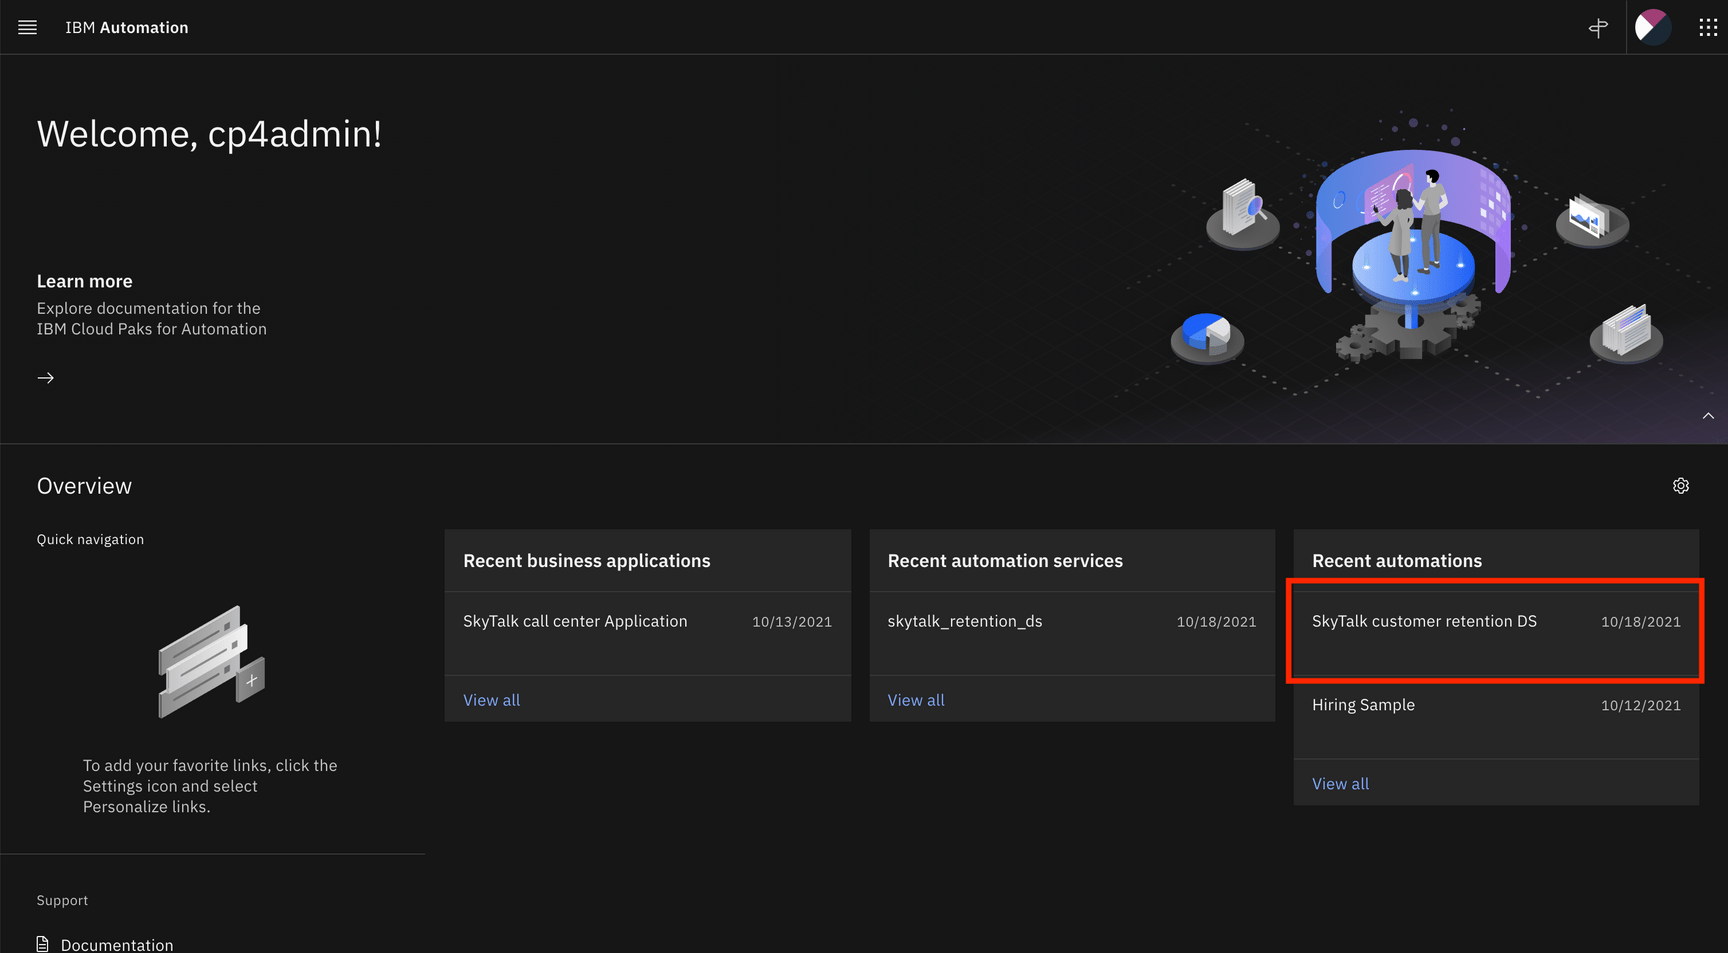 IBM Automation
Welcome, cp4admin!
Learn more
Explore documentation for the
IBM Cloud Paks for Automation
Overview
Quick navigation
To add your favorite links, click the
Settings icon and select
Personalize links.
Support
Documentation
Recent business applications
SkyTalk call center Application 10/13/2021
View all
Recent automation services
skytalk_retention_ds 10/18/2021
View all
Recent automations
SkyTalk customer retention DS 10/18/2021
Hiring Sample 10/12/2021
View all